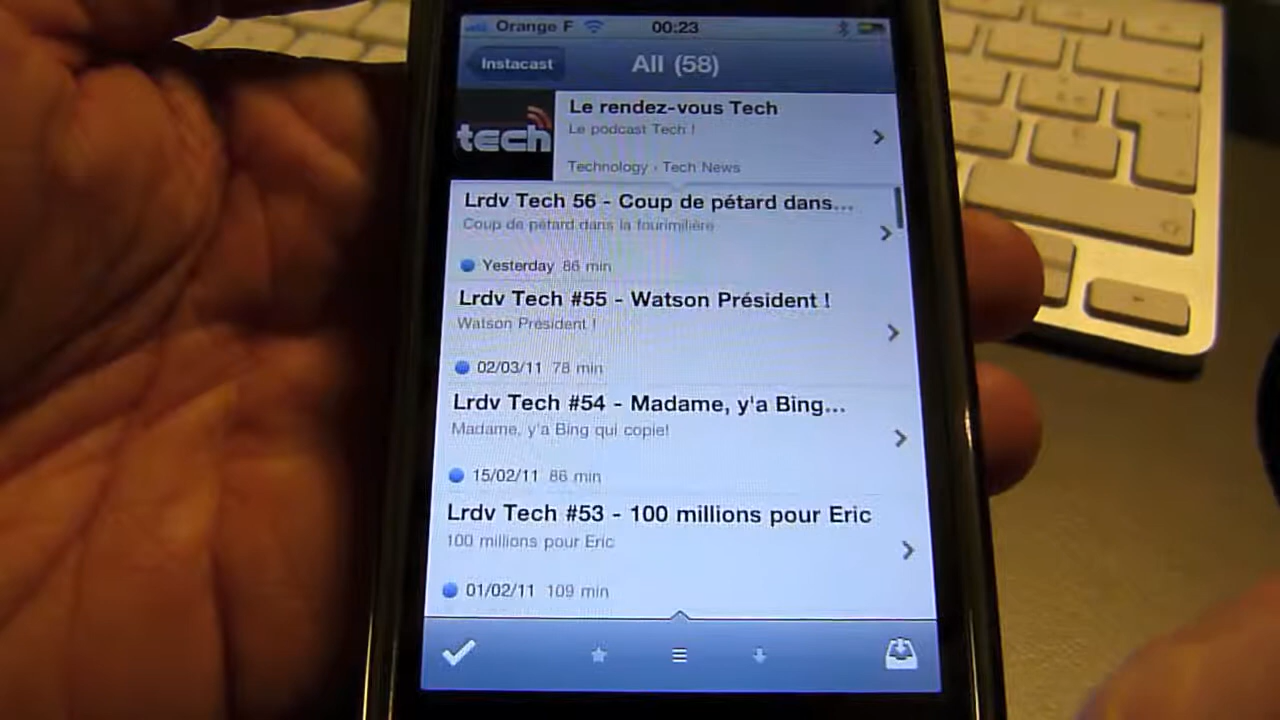 Orange F 00:23
Instacast All (58)
tech
Le rendez-vous Tech
Le podcast Tech !
Technology › Tech News
Lrdv Tech 56 - Coup de pétard dans...
Coup de pétard dans la fourimilière
Yesterday 86 min
Lrdv Tech #55 - Watson Président !
Watson Président !
02/03/11 78 min
Lrdv Tech #54 - Madame, y'a Bing...
Madame, y'a Bing qui copie!
15/02/11 86 min
Lrdv Tech #53 - 100 millions pour Eric
100 millions pour Eric
01/02/11 109 min